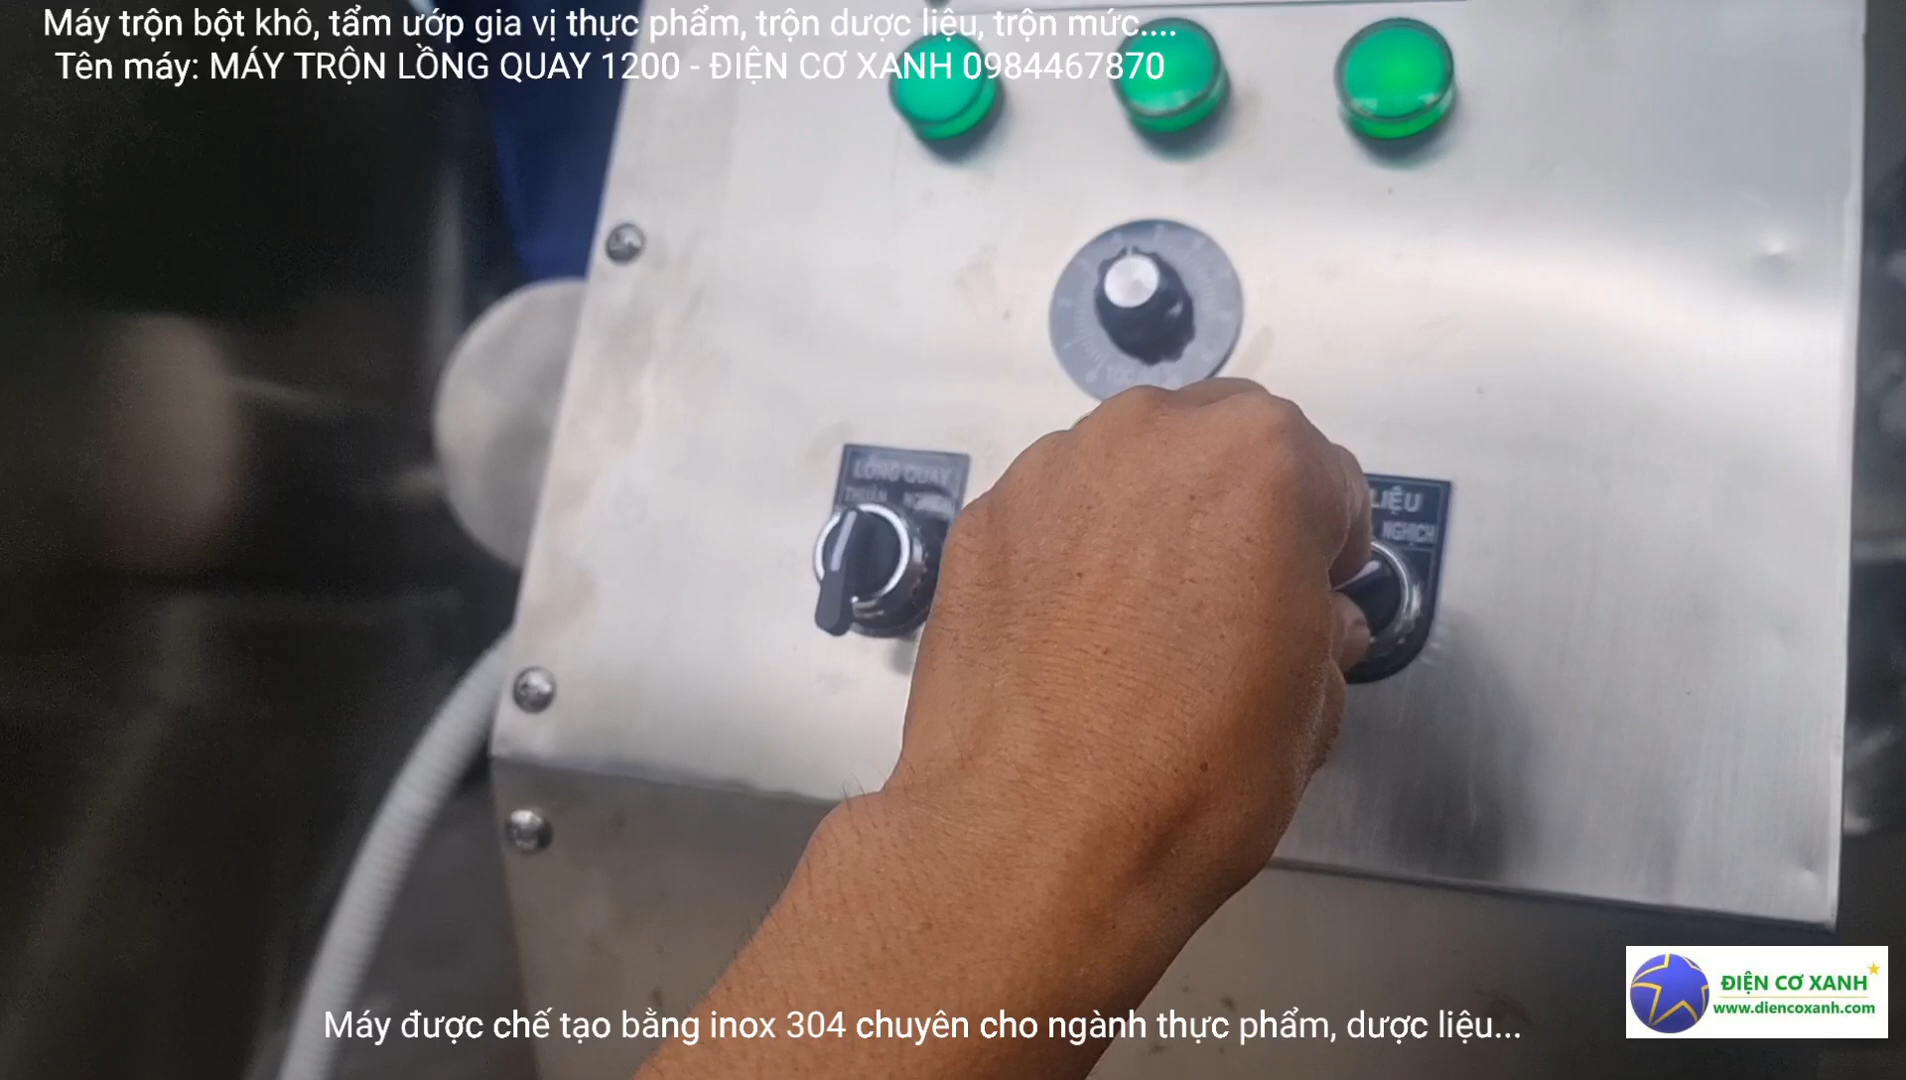 Máy trộn bột khô, tẩm ướp gia vị thực phẩm, trộn dược liệu, trộn mức....
Tên máy: MÁY TRỘN LỒNG QUAY 1200 - ĐIỆN CƠ XANH 0984467870
LỒNG QUAY
THUẬN
LIỆU
NGHỊCH
ĐIỆN CƠ XANH
www.diencoxanh.com
Máy được chế tạo bằng inox 304 chuyên cho ngành thực phẩm, dược liệu...